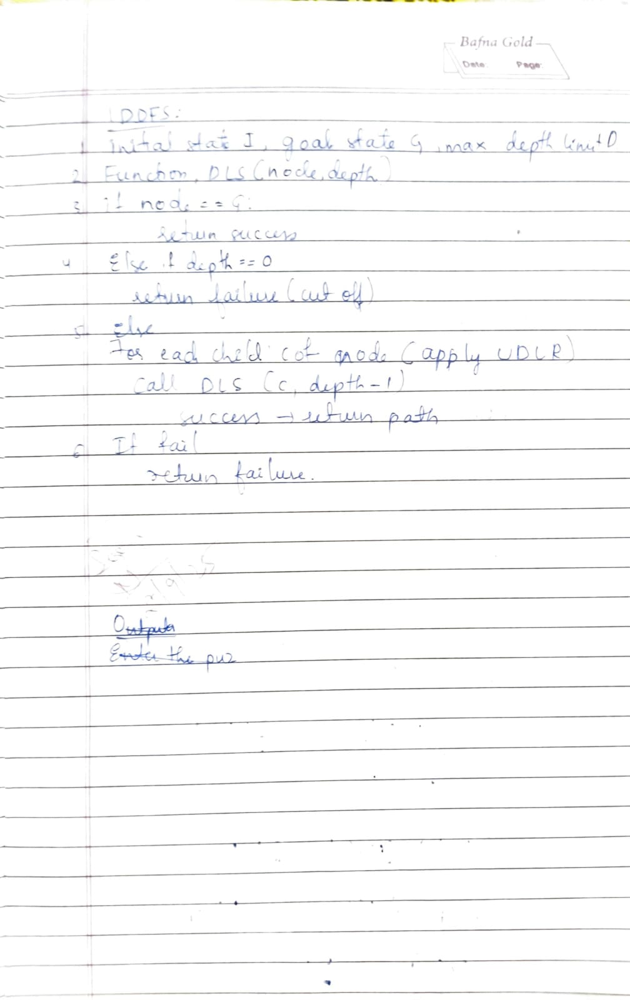 Bafna Gold
Date: Page:
IDDFS:
1 inital state I, goal state G, max depth limit D
2 Function, DLS (node, depth)
3 if node == G:
return success
4 Else if depth == 0
return failure (cut off)
5 Else
For each child c of node (apply UDLR)
Call DLS (c, depth-1)
success → return path
6 If fail
return failure.
Output
Enter the puz